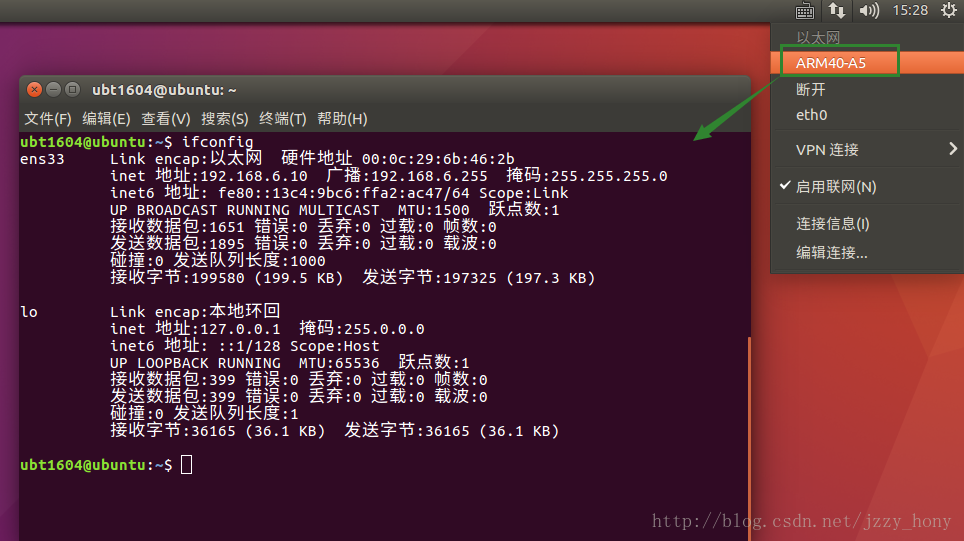 15:28
以太网
ARM40-A5
断开
eth0
VPN 连接
启用联网(N)
连接信息(I)
编辑连接...
ubt1604@ubuntu: ~
文件(F) 编辑(E) 查看(V) 搜索(S) 终端(T) 帮助(H)
ubt1604@ubuntu:~$ ifconfig
ens33 Link encap:以太网 硬件地址 00:0c:29:6b:46:2b
inet 地址:192.168.6.10 广播:192.168.6.255 掩码:255.255.255.0
inet6 地址: fe80::13c4:9bc6:ffa2:ac47/64 Scope:Link
UP BROADCAST RUNNING MULTICAST MTU:1500 跃点数:1
接收数据包:1651 错误:0 丢弃:0 过载:0 帧数:0
发送数据包:1895 错误:0 丢弃:0 过载:0 载波:0
碰撞:0 发送队列长度:1000
接收字节:199580 (199.5 KB) 发送字节:197325 (197.3 KB)
lo Link encap:本地环回
inet 地址:127.0.0.1 掩码:255.0.0.0
inet6 地址: ::1/128 Scope:Host
UP LOOPBACK RUNNING MTU:65536 跃点数:1
接收数据包:399 错误:0 丢弃:0 过载:0 帧数:0
发送数据包:399 错误:0 丢弃:0 过载:0 载波:0
碰撞:0 发送队列长度:1
接收字节:36165 (36.1 KB) 发送字节:36165 (36.1 KB)
ubt1604@ubuntu:~$
http://blog.csdn.net/jzzy_hony